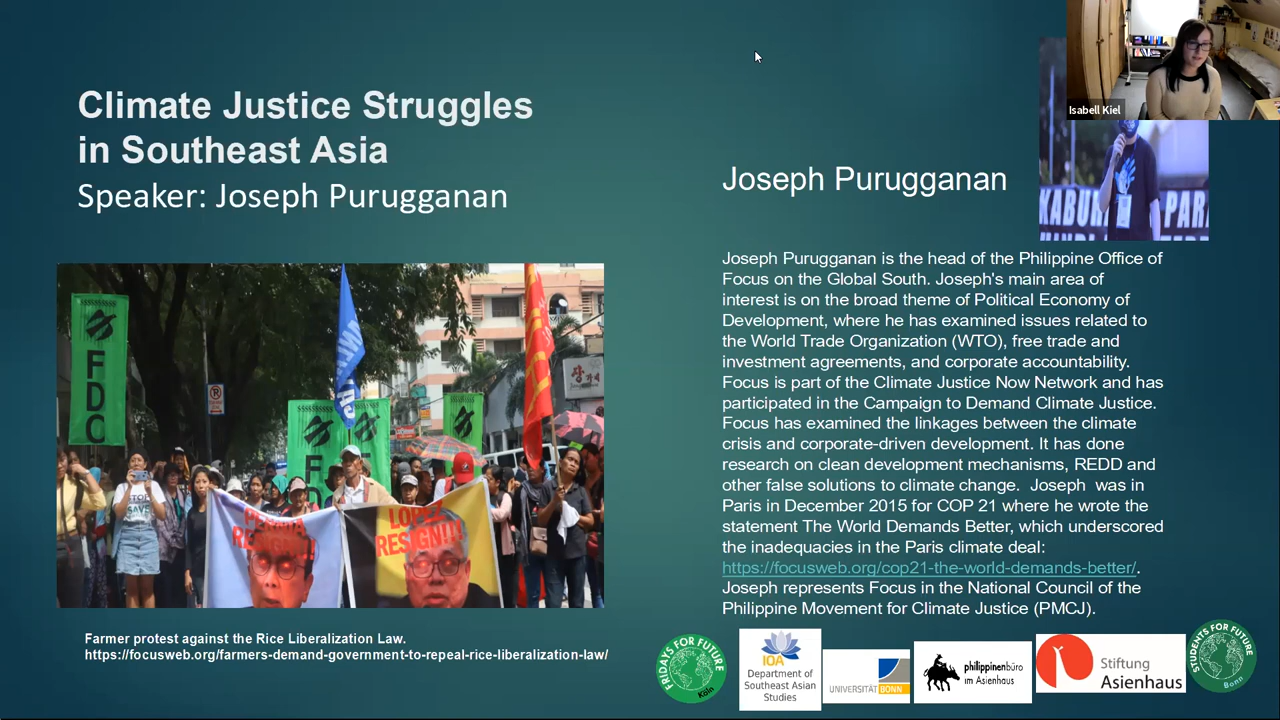 Climate Justice Struggles
in Southeast Asia
Speaker: Joseph Purugganan
FDC
PERNIA
RESIGN!!!
LOPEZ
RESIGN!!!
Farmer protest against the Rice Liberalization Law.
https://focusweb.org/farmers-demand-government-to-repeal-rice-liberalization-law/
Isabell Kiel
Joseph Purugganan
Joseph Purugganan is the head of the Philippine Office of
Focus on the Global South. Joseph's main area of
interest is on the broad theme of Political Economy of
Development, where he has examined issues related to
the World Trade Organization (WTO), free trade and
investment agreements, and corporate accountability.
Focus is part of the Climate Justice Now Network and has
participated in the Campaign to Demand Climate Justice.
Focus has examined the linkages between the climate
crisis and corporate-driven development. It has done
research on clean development mechanisms, REDD and
other false solutions to climate change.  Joseph  was in
Paris in December 2015 for COP 21 where he wrote the
statement The World Demands Better, which underscored
the inadequacies in the Paris climate deal:
https://focusweb.org/cop21-the-world-demands-better/.
Joseph represents Focus in the National Council of the
Philippine Movement for Climate Justice (PMCJ).
FRIDAYS FOR FUTURE
Köln
IOA
Department of
Southeast Asian
Studies
UNIVERSITÄT BONN
philippinenbüro
im Asienhaus
Stiftung
Asienhaus
STUDENTS FOR FUTURE
Bonn